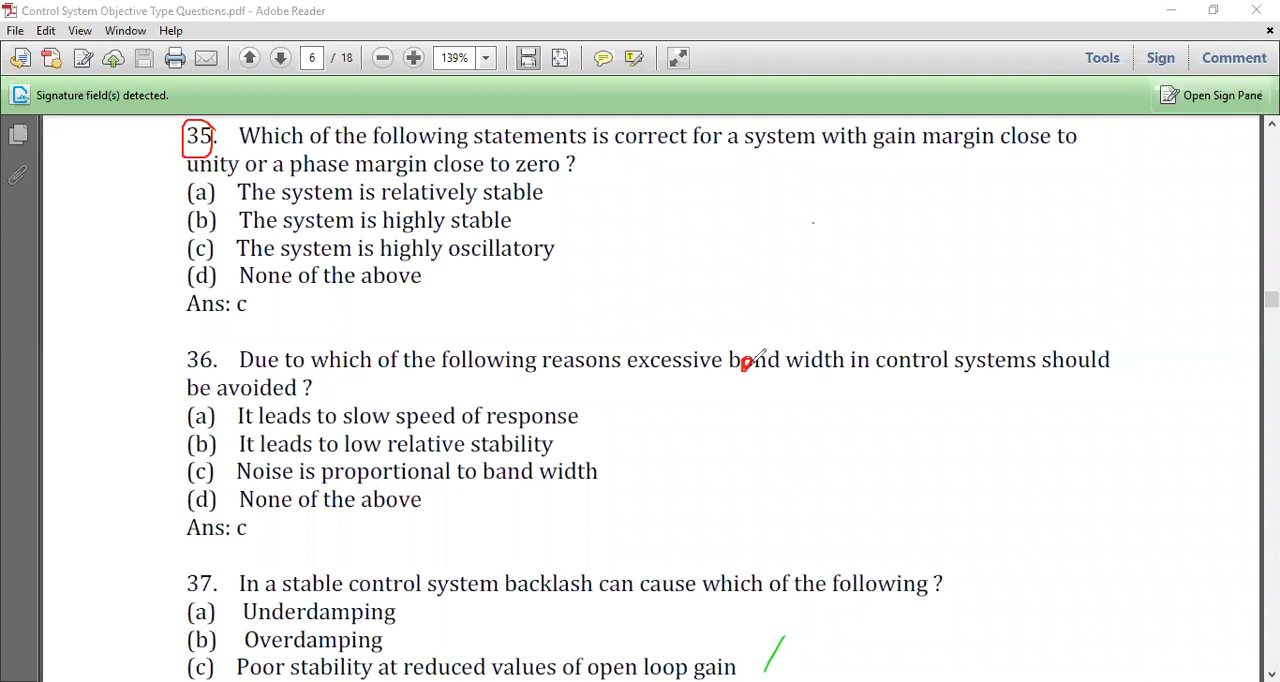 Control System Objective Type Questions.pdf - Adobe Reader
File Edit View Window Help
6 / 18 139% Tools Sign Comment
Signature field(s) detected. Open Sign Pane
35. Which of the following statements is correct for a system with gain margin close to
unity or a phase margin close to zero ?
(a) The system is relatively stable
(b) The system is highly stable
(c) The system is highly oscillatory
(d) None of the above
Ans: c
36. Due to which of the following reasons excessive bond width in control systems should
be avoided ?
(a) It leads to slow speed of response
(b) It leads to low relative stability
(c) Noise is proportional to band width
(d) None of the above
Ans: c
37. In a stable control system backlash can cause which of the following ?
(a) Underdamping
(b) Overdamping
(c) Poor stability at reduced values of open loop gain